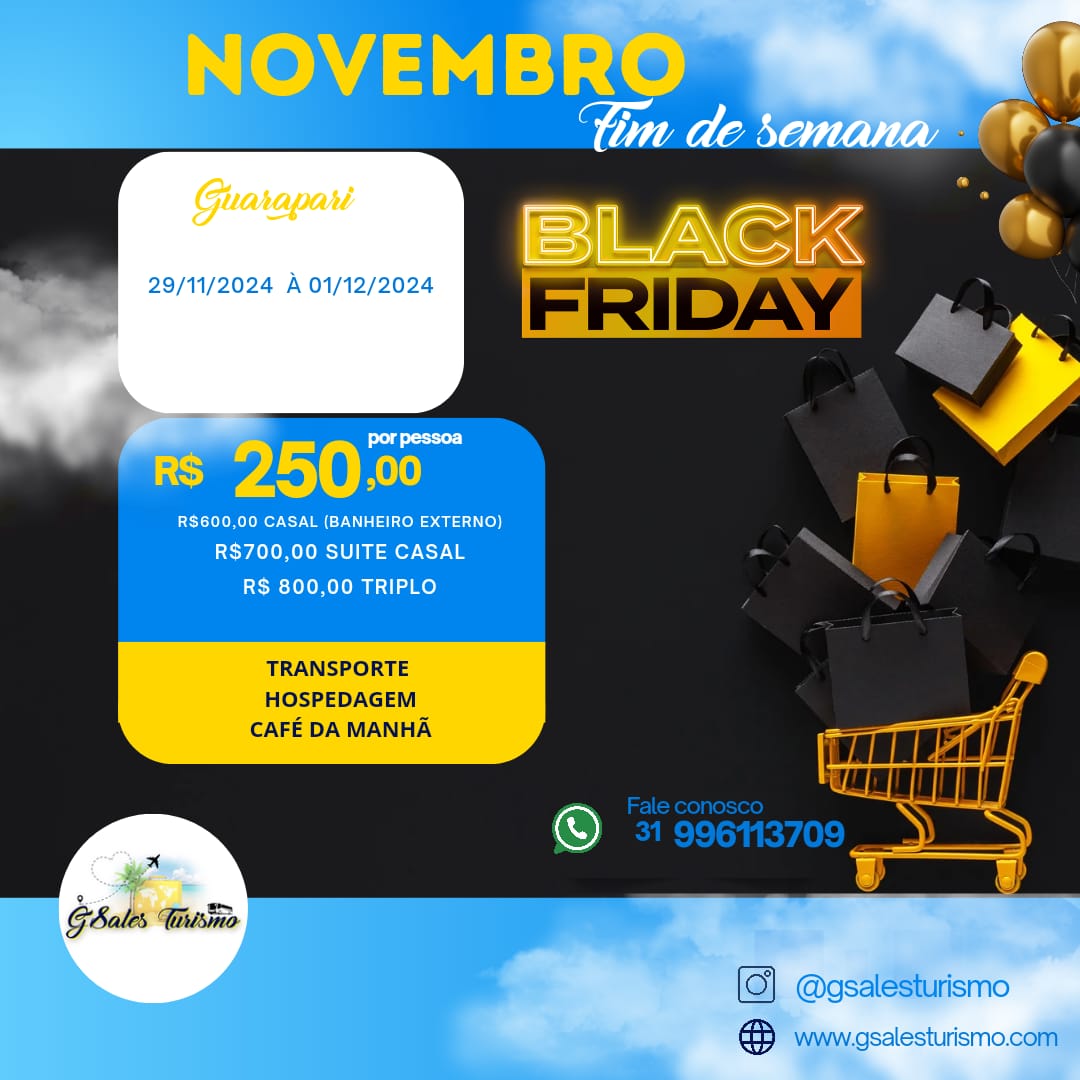 NOVEMBRO
Fim de semana
Guarapari
29/11/2024 À 01/12/2024
BLACK
FRIDAY
por pessoa
R$ 250,00
R$600,00 CASAL (BANHEIRO EXTERNO)
R$700,00 SUITE CASAL
R$ 800,00 TRIPLO
TRANSPORTE
HOSPEDAGEM
CAFÉ DA MANHÃ
Fale conosco
31 996113709
GSales Turismo
@gsalesturismo
www.gsalesturismo.com